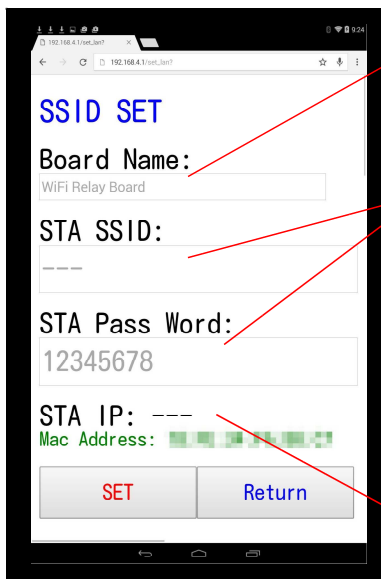 9:24
192.168.4.1/set_lan?
192.168.4.1/set_lan?
SSID SET
Board Name:
WiFi Relay Board
STA SSID:
---
STA Pass Word:
12345678
STA IP: ---
Mac Address:
SET
Return